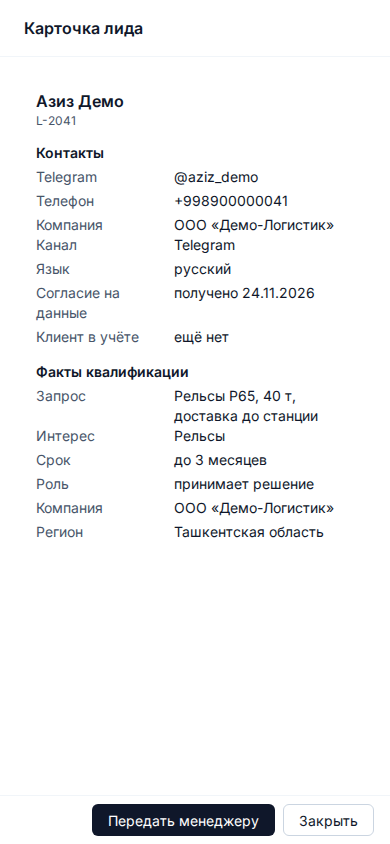 Карточка лида
Азиз Демо
L-2041
Контакты
Telegram @aziz_demo
Телефон +998900000041
Компания ООО «Демо-Логистик»
Канал Telegram
Язык русский
Согласие на данные получено 24.11.2026
Клиент в учёте ещё нет
Факты квалификации
Запрос Рельсы Р65, 40 т,
доставка до станции
Интерес Рельсы
Срок до 3 месяцев
Роль принимает решение
Компания ООО «Демо-Логистик»
Регион Ташкентская область
Передать менеджеру Закрыть